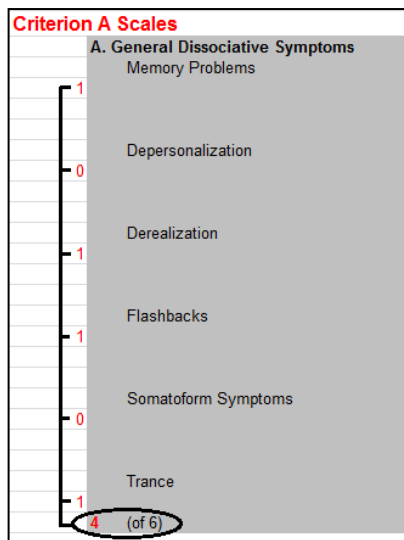 Criterion A Scales
A. General Dissociative Symptoms
Memory Problems
1
Depersonalization
0
Derealization
1
Flashbacks
1
Somatoform Symptoms
0
Trance
1
4 (of 6)